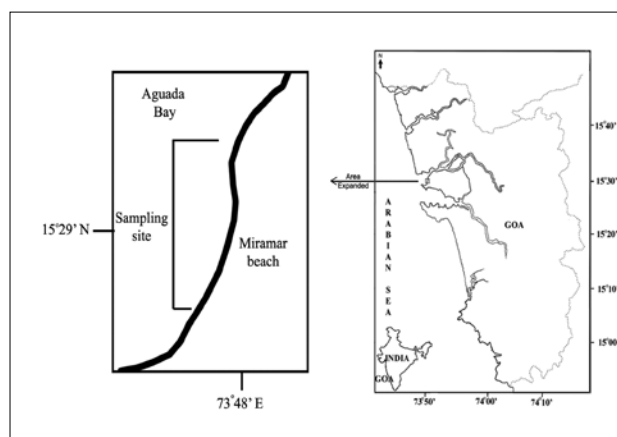 Aguada
Bay
15°29' N
Sampling
site
Miramar
beach
73°48' E
N
Area
Expanded
ARABIAN SEA
GOA
INDIA
GOA
15°40'
15°30'
15°20'
15°10'
15°00'
73°50'
74°00'
74°10'